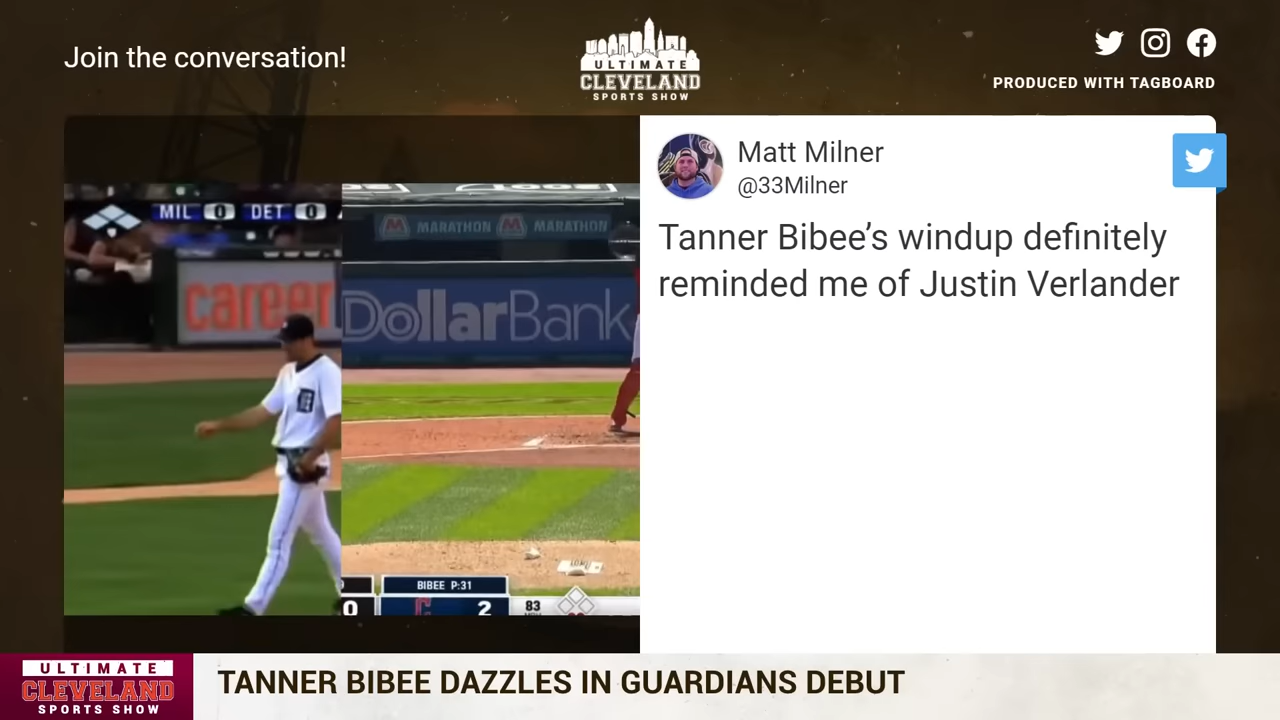 Join the conversation!
ULTIMATE
CLEVELAND
SPORTS SHOW
PRODUCED WITH TAGBOARD
MIL 0 DET 0
career
MARATHON MARATHON
DollarBank
BIBEE P:31
0 C 2 83
Matt Milner
@33Milner
Tanner Bibee’s windup definitely
reminded me of Justin Verlander
ULTIMATE
CLEVELAND
SPORTS SHOW
TANNER BIBEE DAZZLES IN GUARDIANS DEBUT